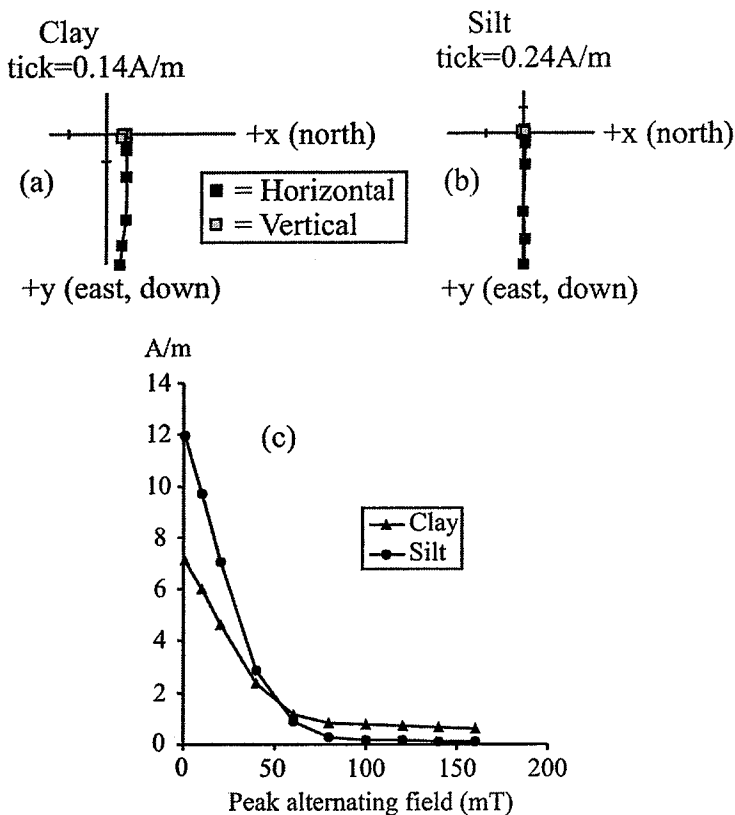 Clay
tick=0.14A/m
+x (north)
(a)
+y (east, down)
Silt
tick=0.24A/m
+x (north)
(b)
+y (east, down)
= Horizontal
= Vertical
A/m
14
12
10
8
6
4
2
0
(c)
Clay
Silt
0
50
100
150
200
Peak alternating field (mT)